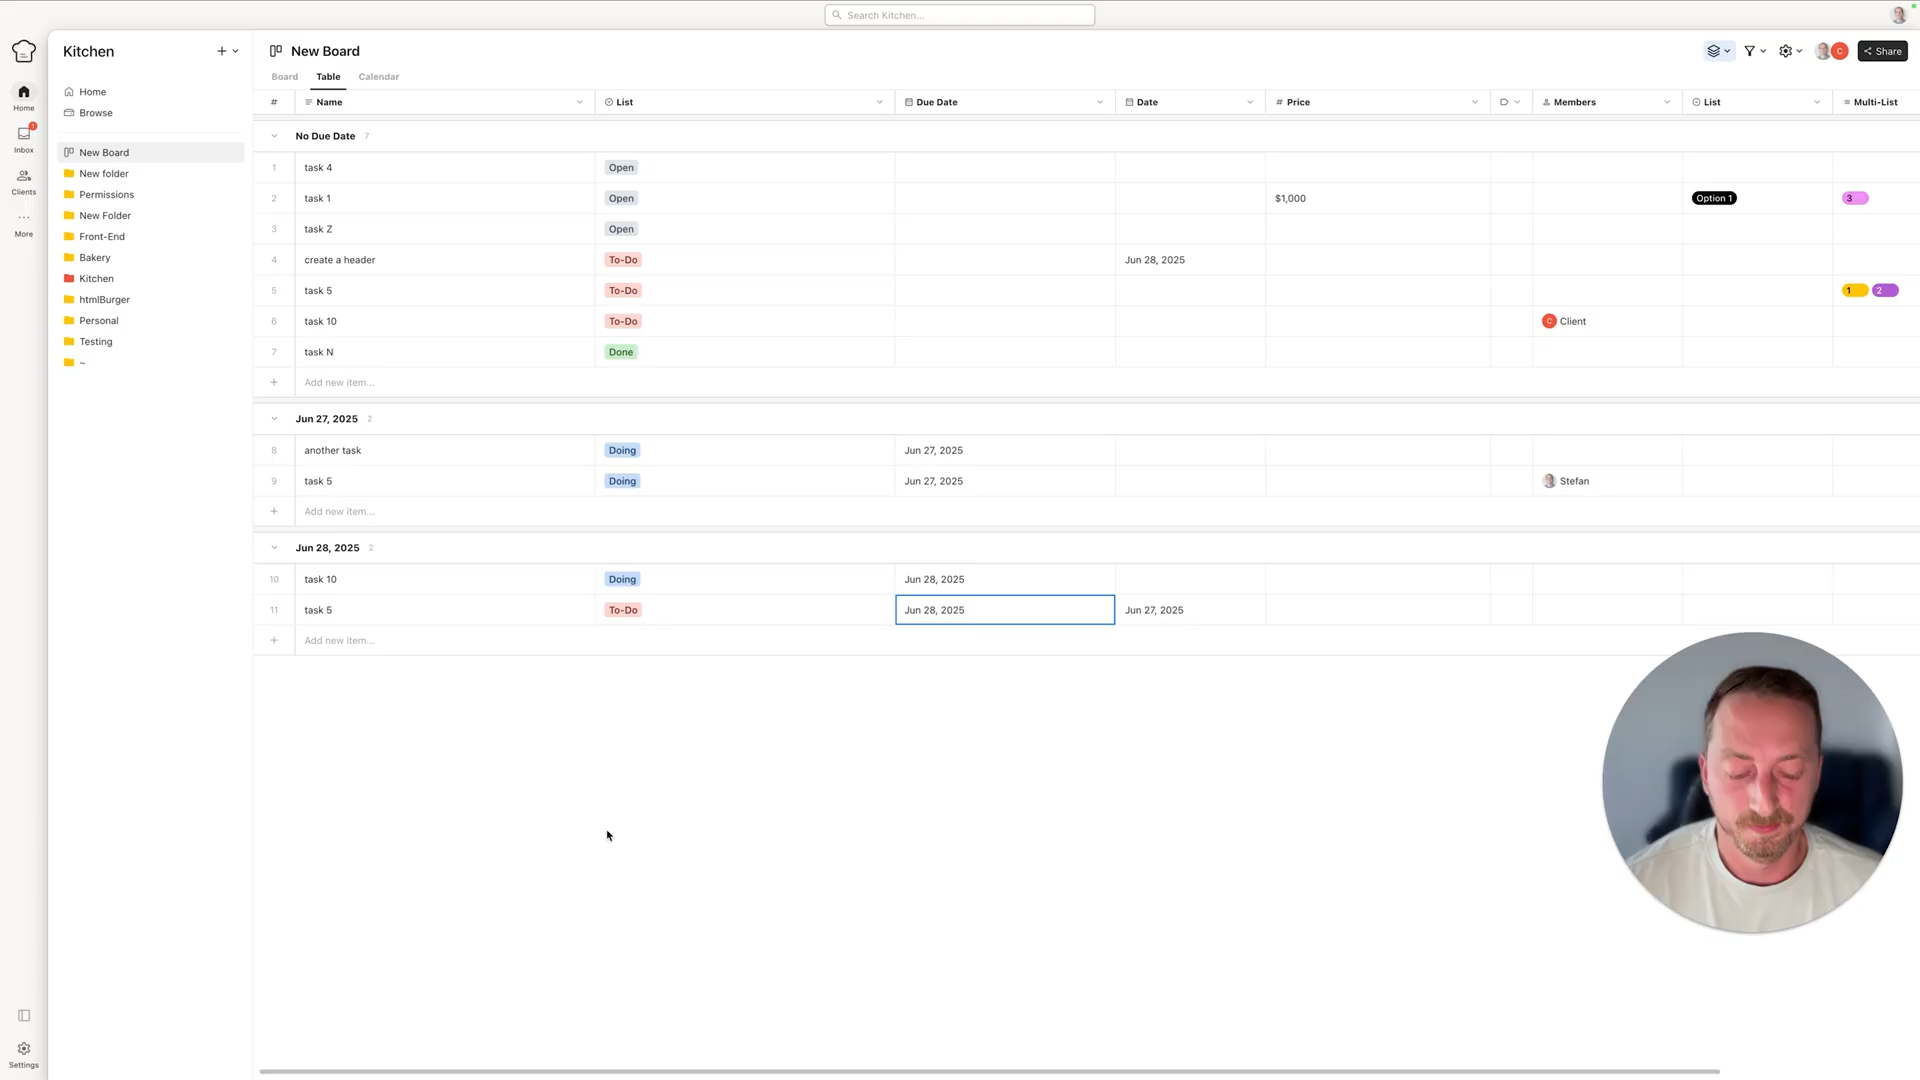 Search Kitchen...
Kitchen
Home
Browse
New Board
New folder
Permissions
New Folder
Front-End
Bakery
Kitchen
htmlBurger
Personal
Testing
~
Home
1
Inbox
Clients
More
Settings
New Board
C
Share
Board Table Calendar
# Name List Due Date Date # Price Members List Multi-List
No Due Date 7
1 task 4 Open
2 task 1 Open $1,000 Option 1 3
3 task Z Open
4 create a header To-Do Jun 28, 2025
5 task 5 To-Do 1 2
6 task 10 To-Do C Client
7 task N Done
+ Add new item...
Jun 27, 2025 2
8 another task Doing Jun 27, 2025
9 task 5 Doing Jun 27, 2025 Stefan
+ Add new item...
Jun 28, 2025 2
10 task 10 Doing Jun 28, 2025
11 task 5 To-Do Jun 28, 2025 Jun 27, 2025
+ Add new item...